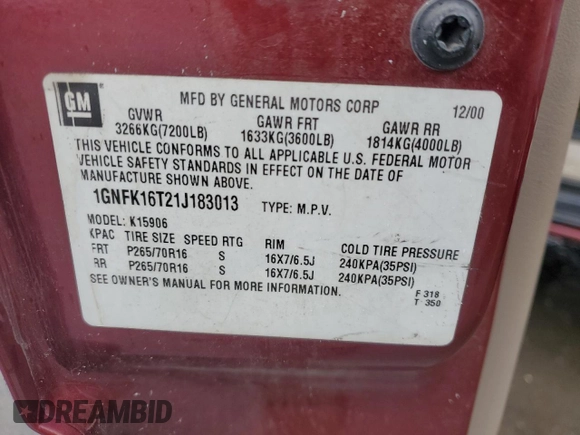 GM
MFD BY GENERAL MOTORS CORP 12/00
GVWR GAWR FRT GAWR RR
3266KG(7200LB) 1633KG(3600LB) 1814KG(4000LB)
THIS VEHICLE CONFORMS TO ALL APPLICABLE U.S. FEDERAL MOTOR
VEHICLE SAFETY STANDARDS IN EFFECT ON THE DATE OF
MANUFACTURE SHOWN ABOVE.
1GNFK16T21J183013 TYPE: M.P.V.
MODEL: K15906
KPAC TIRE SIZE SPEED RTG RIM COLD TIRE PRESSURE
FRT P265/70R16 S 16X7/6.5J 240KPA(35PSI)
RR P265/70R16 S 16X7/6.5J 240KPA(35PSI)
SEE OWNER'S MANUAL FOR MORE INFORMATION.
F 318
T 350
DREAMBID